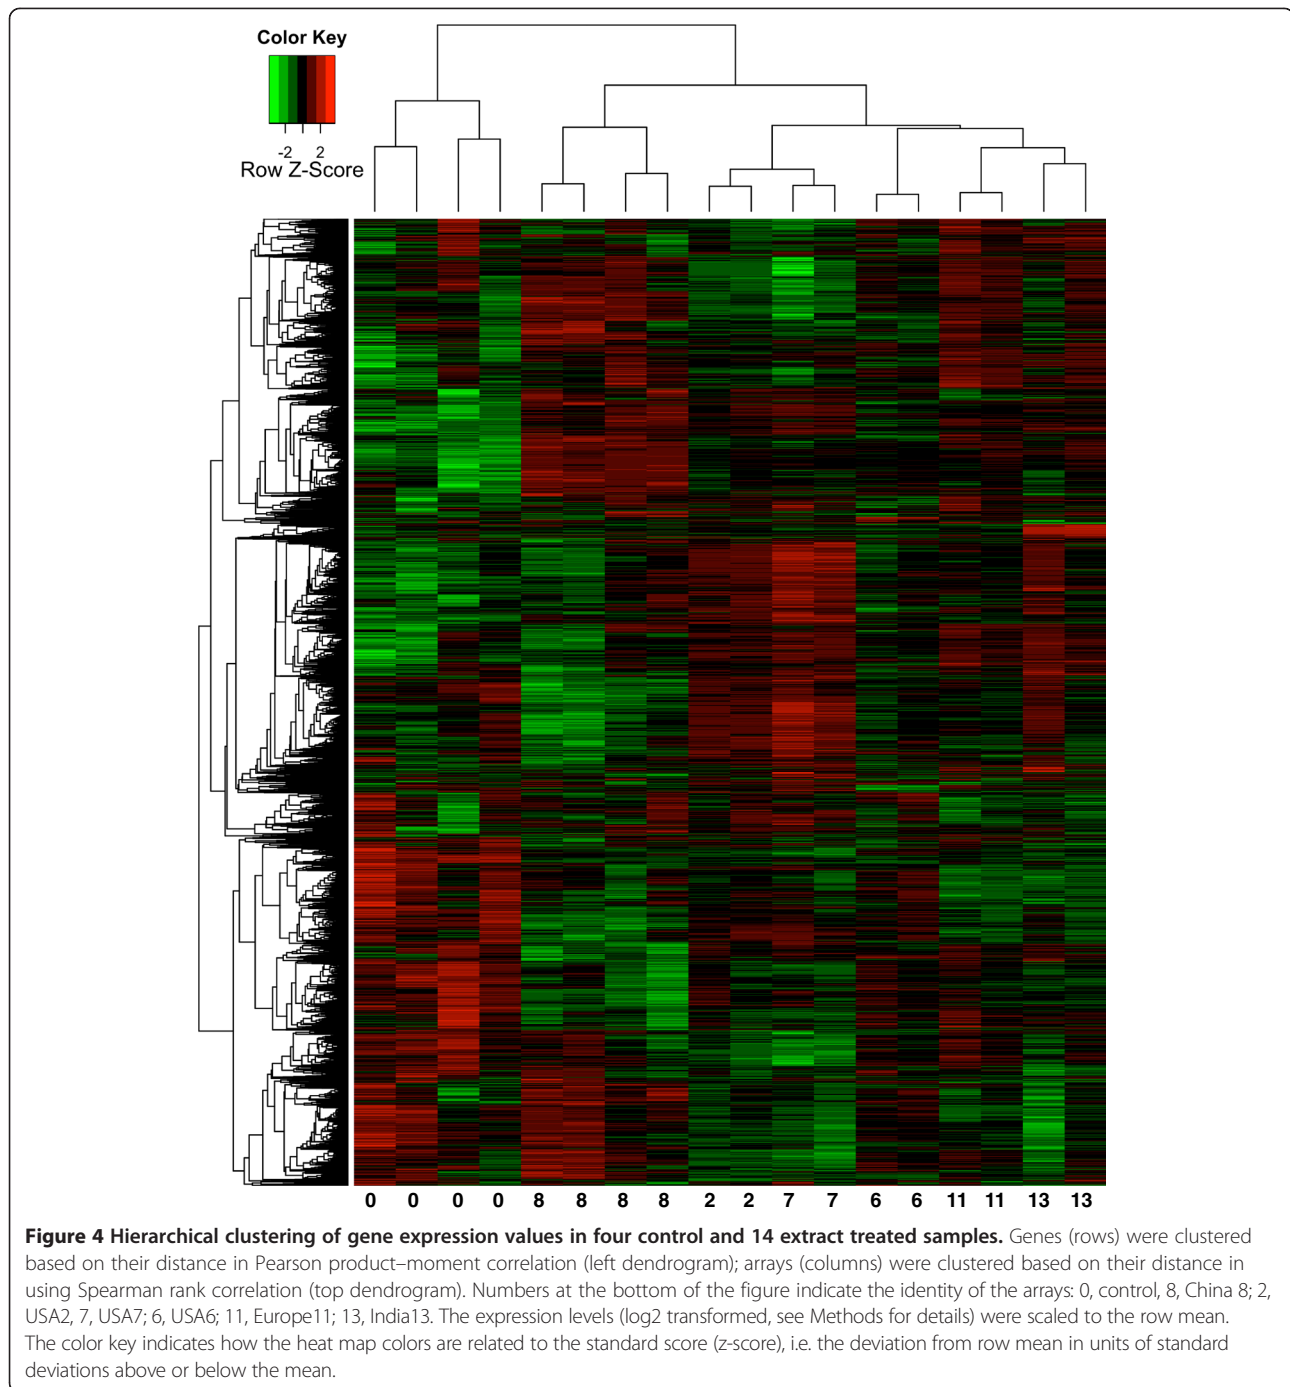 Color Key
-2 2
Row Z-Score
0 0 0 0 8 8 8 8 2 2 7 7 6 6 11 11 13 13
Figure 4 Hierarchical clustering of gene expression values in four control and 14 extract treated samples. Genes (rows) were clustered
based on their distance in Pearson product–moment correlation (left dendrogram); arrays (columns) were clustered based on their distance in
using Spearman rank correlation (top dendrogram). Numbers at the bottom of the figure indicate the identity of the arrays: 0, control, 8, China 8; 2,
USA2, 7, USA7; 6, USA6; 11, Europe11; 13, India13. The expression levels (log2 transformed, see Methods for details) were scaled to the row mean.
The color key indicates how the heat map colors are related to the standard score (z-score), i.e. the deviation from row mean in units of standard
deviations above or below the mean.